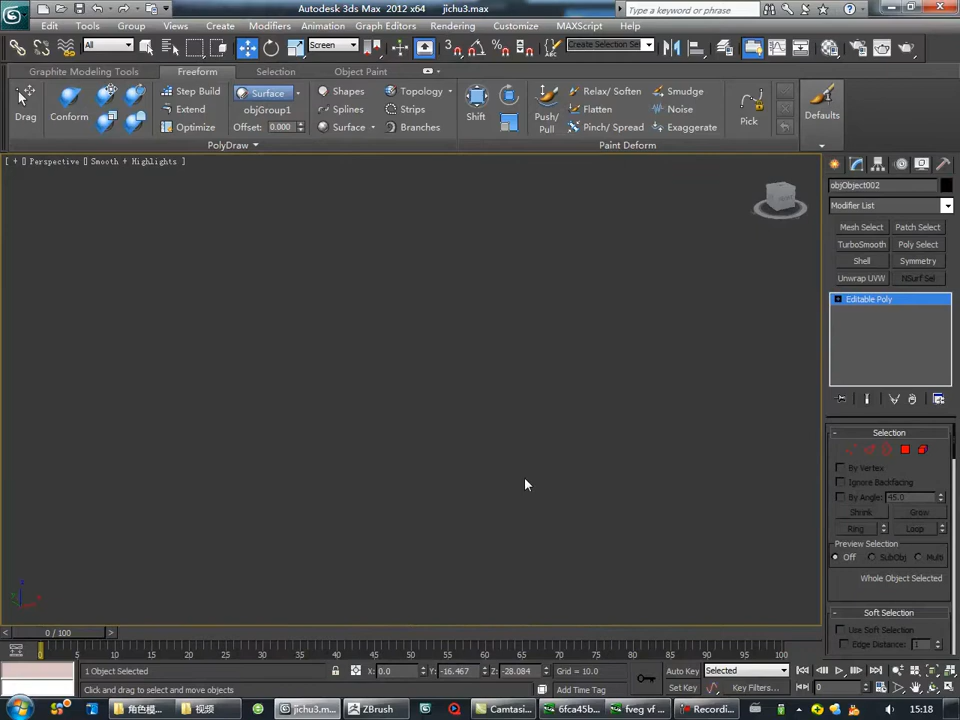 Autodesk 3ds Max 2012 x64 jichu3.max
Type a keyword or phrase
Edit Tools Group Views Create Modifiers Animation Graph Editors Rendering Customize MAXScript Help
All Screen Create Selection Se
Graphite Modeling Tools Freeform Selection Object Paint
Drag Conform Step Build Extend Optimize
Surface objGroup1 Offset: 0.000
Shapes Splines Surface
Topology Strips Branches
Shift Push/ Pull
Relax/ Soften Flatten Pinch/ Spread
Smudge Noise Exaggerate
Pick Defaults
PolyDraw Paint Deform
[ + [] Perspective [] Smooth + Highlights ]
objObject002
Modifier List
Mesh Select Patch Select
TurboSmooth Poly Select
Shell Symmetry
Unwrap UVW NSurf Sel
Editable Poly
Selection
By Vertex
Ignore Backfacing
By Angle: 45.0
Shrink Grow
Ring Loop
Preview Selection
Off SubObj Multi
Whole Object Selected
Soft Selection
Use Soft Selection
Edge Distance: 1
0 / 100
0 5 10 15 20 25 30 35 40 45 50 55 60 65 70 75 80 85 90 95 100
1 Object Selected X: 0.0 Y: -16.467 Z: -28.084 Grid = 10.0 Auto Key Selected
Click and drag to select and move objects Add Time Tag Set Key Key Filters... 0
角色模... 视频 jichu3.m... ZBrush Camtasi... 6fca45b... fveg vf ... Recordi... 15:18